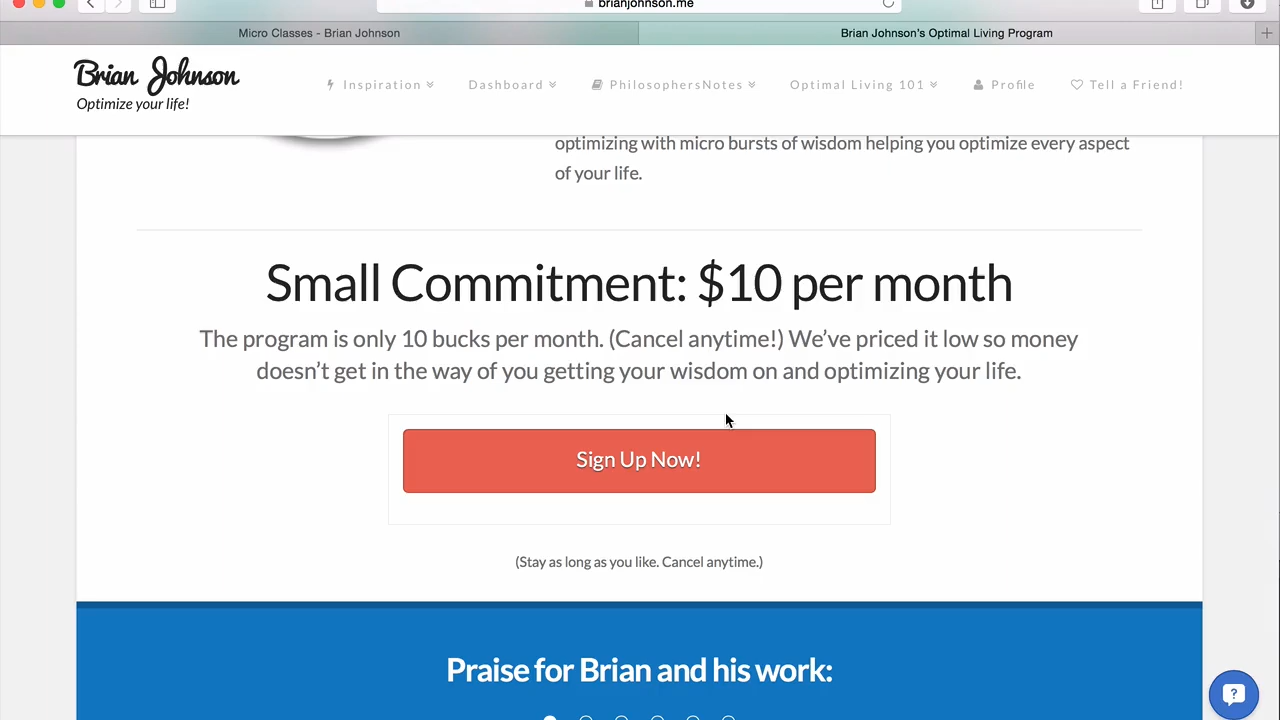 brianjohnson.me
Micro Classes - Brian Johnson
Brian Johnson's Optimal Living Program
Brian Johnson
Optimize your life!
Inspiration
Dashboard
PhilosophersNotes
Optimal Living 101
Profile
Tell a Friend!
optimizing with micro bursts of wisdom helping you optimize every aspect
of your life.
Small Commitment: $10 per month
The program is only 10 bucks per month. (Cancel anytime!) We’ve priced it low so money
doesn’t get in the way of you getting your wisdom on and optimizing your life.
Sign Up Now!
(Stay as long as you like. Cancel anytime.)
Praise for Brian and his work: